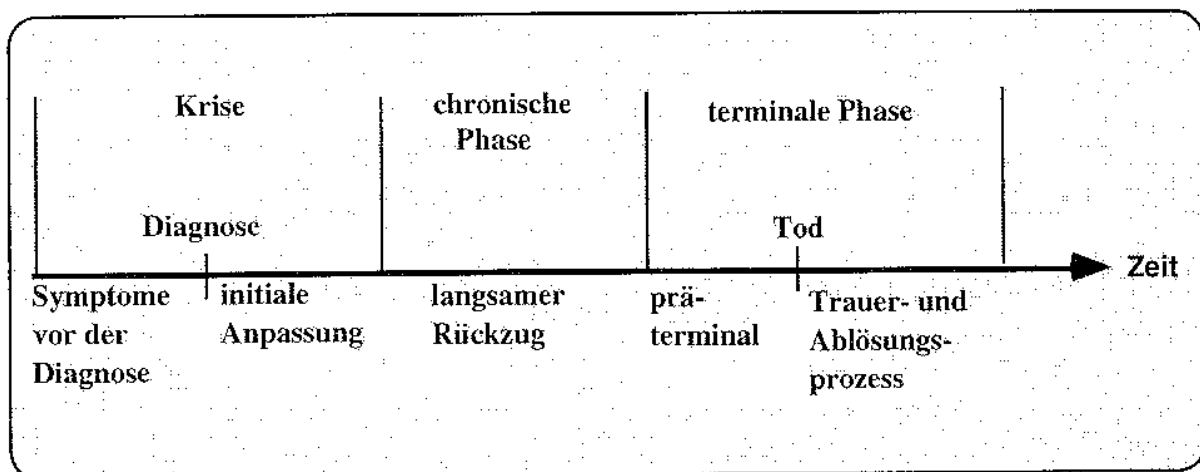 Krise
chronische
Phase
terminale Phase
Diagnose
Tod
Zeit
Symptome
vor der
Diagnose
initiale
Anpassung
langsamer
Rückzug
prä-
terminal
Trauer- und
Ablösungs-
prozess